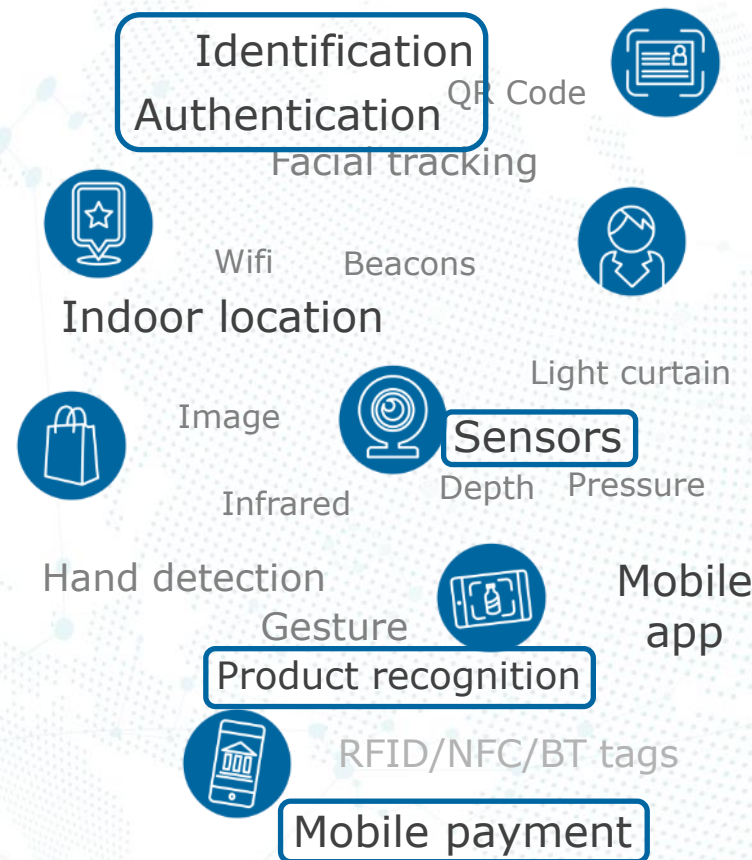 Identification
Authentication
QR Code
Facial tracking
Wifi
Beacons
Indoor location
Light curtain
Image
Sensors
Depth
Pressure
Infrared
Hand detection
Mobile
app
Gesture
Product recognition
RFID/NFC/BT tags
Mobile payment